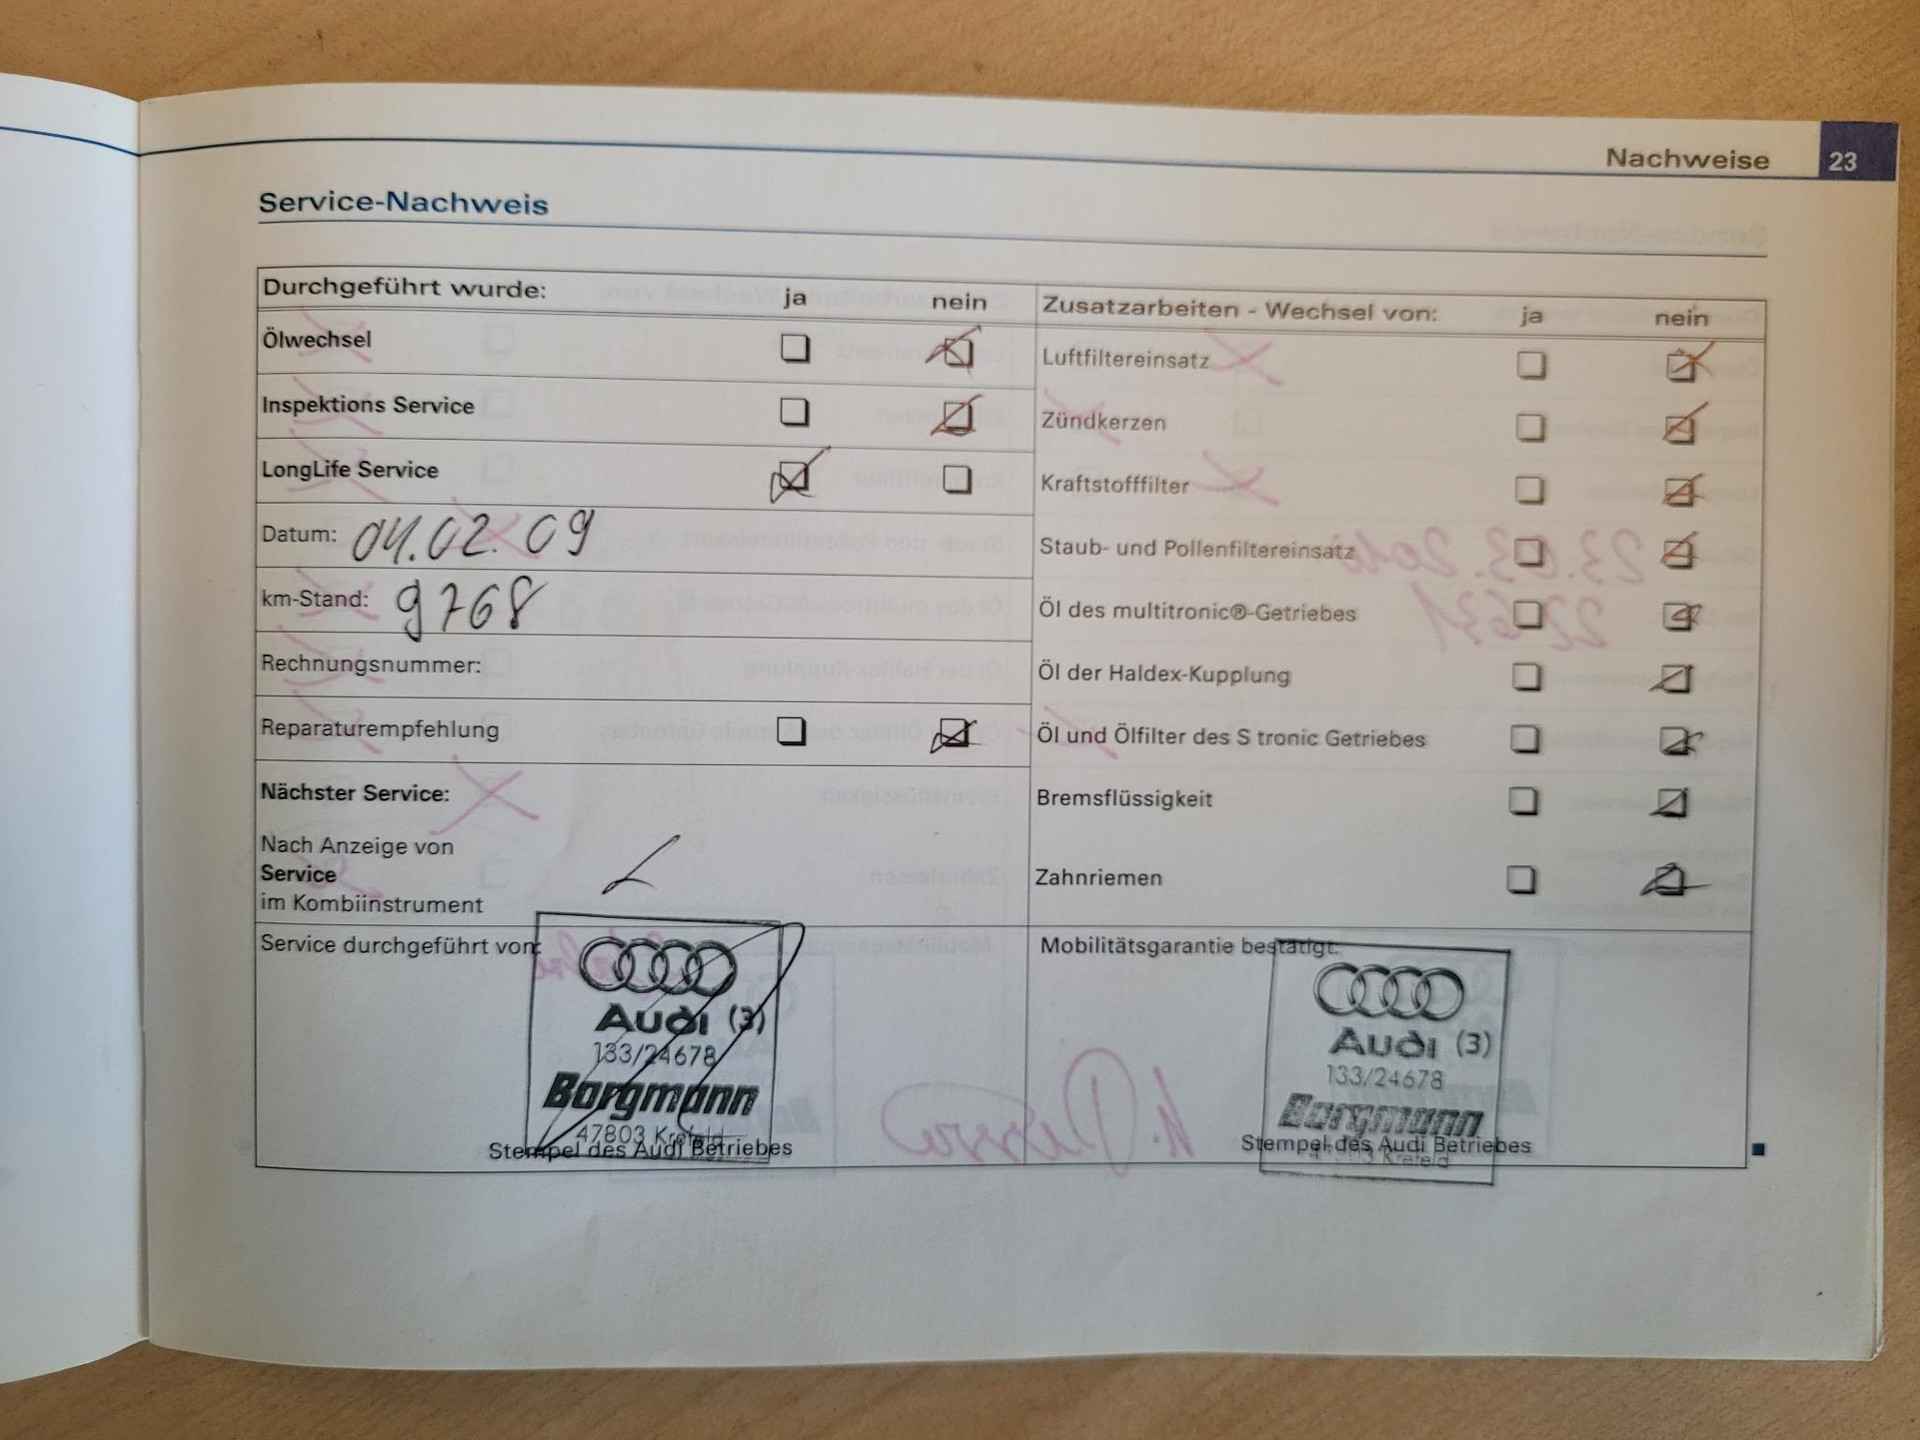 Nachweise 23
Service-Nachweis
Durchgeführt wurde: ja nein
Ölwechsel
Inspektions Service
LongLife Service
Datum: 04.02.09
km-Stand: 9768
Rechnungsnummer:
Reparaturempfehlung
Nächster Service:
Nach Anzeige von
Service
im Kombiinstrument
Service durchgeführt von:
Audi (3)
133/24678
Borgmann
47803 Krefeld
Stempel des Audi Betriebes
Zusatzarbeiten - Wechsel von: ja nein
Luftfiltereinsatz
Zündkerzen
Kraftstofffilter
Staub- und Pollenfiltereinsatz
Öl des multitronic®-Getriebes
Öl der Haldex-Kupplung
Öl und Ölfilter des S tronic Getriebes
Bremsflüssigkeit
Zahnriemen
Mobilitätsgarantie bestätigt:
Audi (3)
133/24678
Borgmann
Krefeld
Stempel des Audi Betriebes